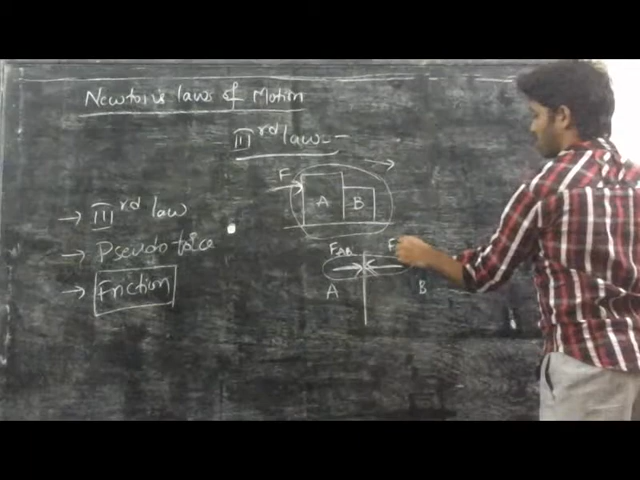 Newton's laws of Motion
III rd law:-
→ III rd law
→ Pseudo force
→ Friction
F
A B
FAB F
A B